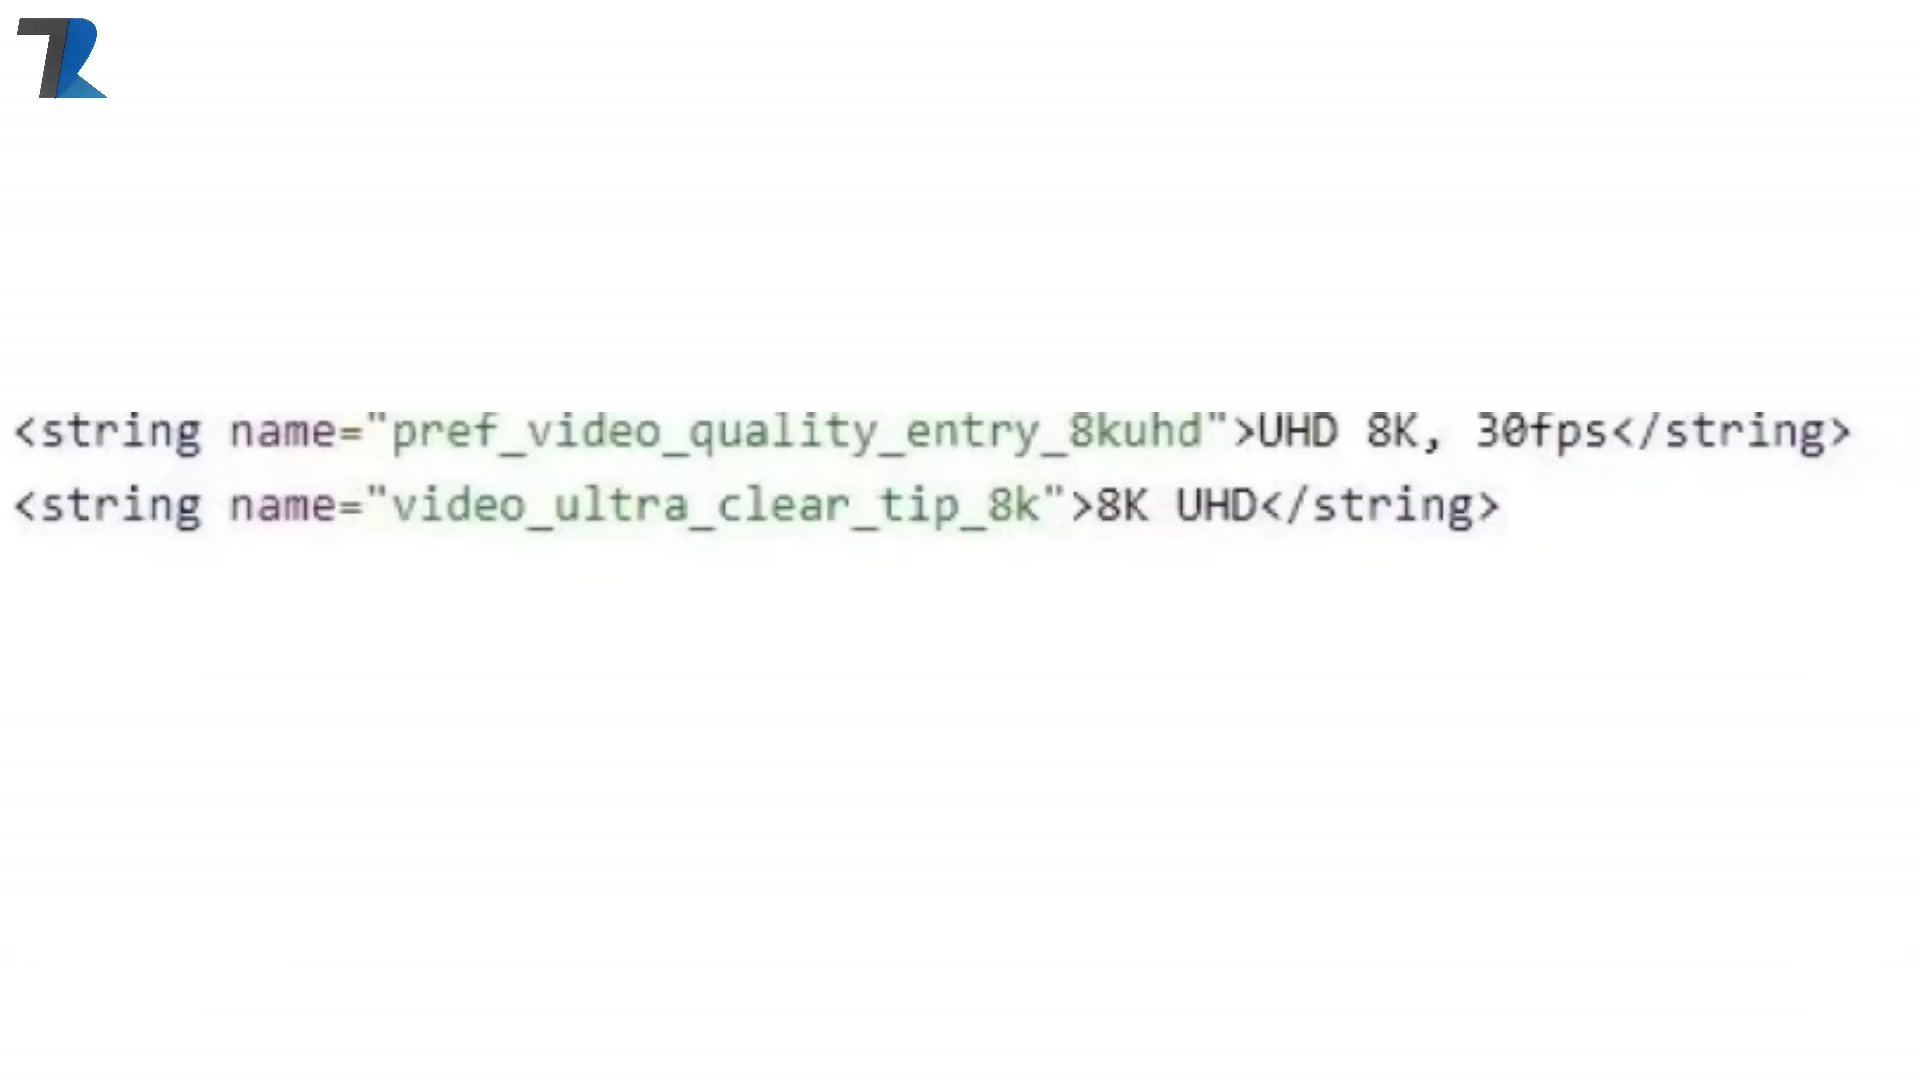 <string name="pref_video_quality_entry_8kuhd">UHD 8K, 30fps</string>
<string name="video_ultra_clear_tip_8k">8K UHD</string>